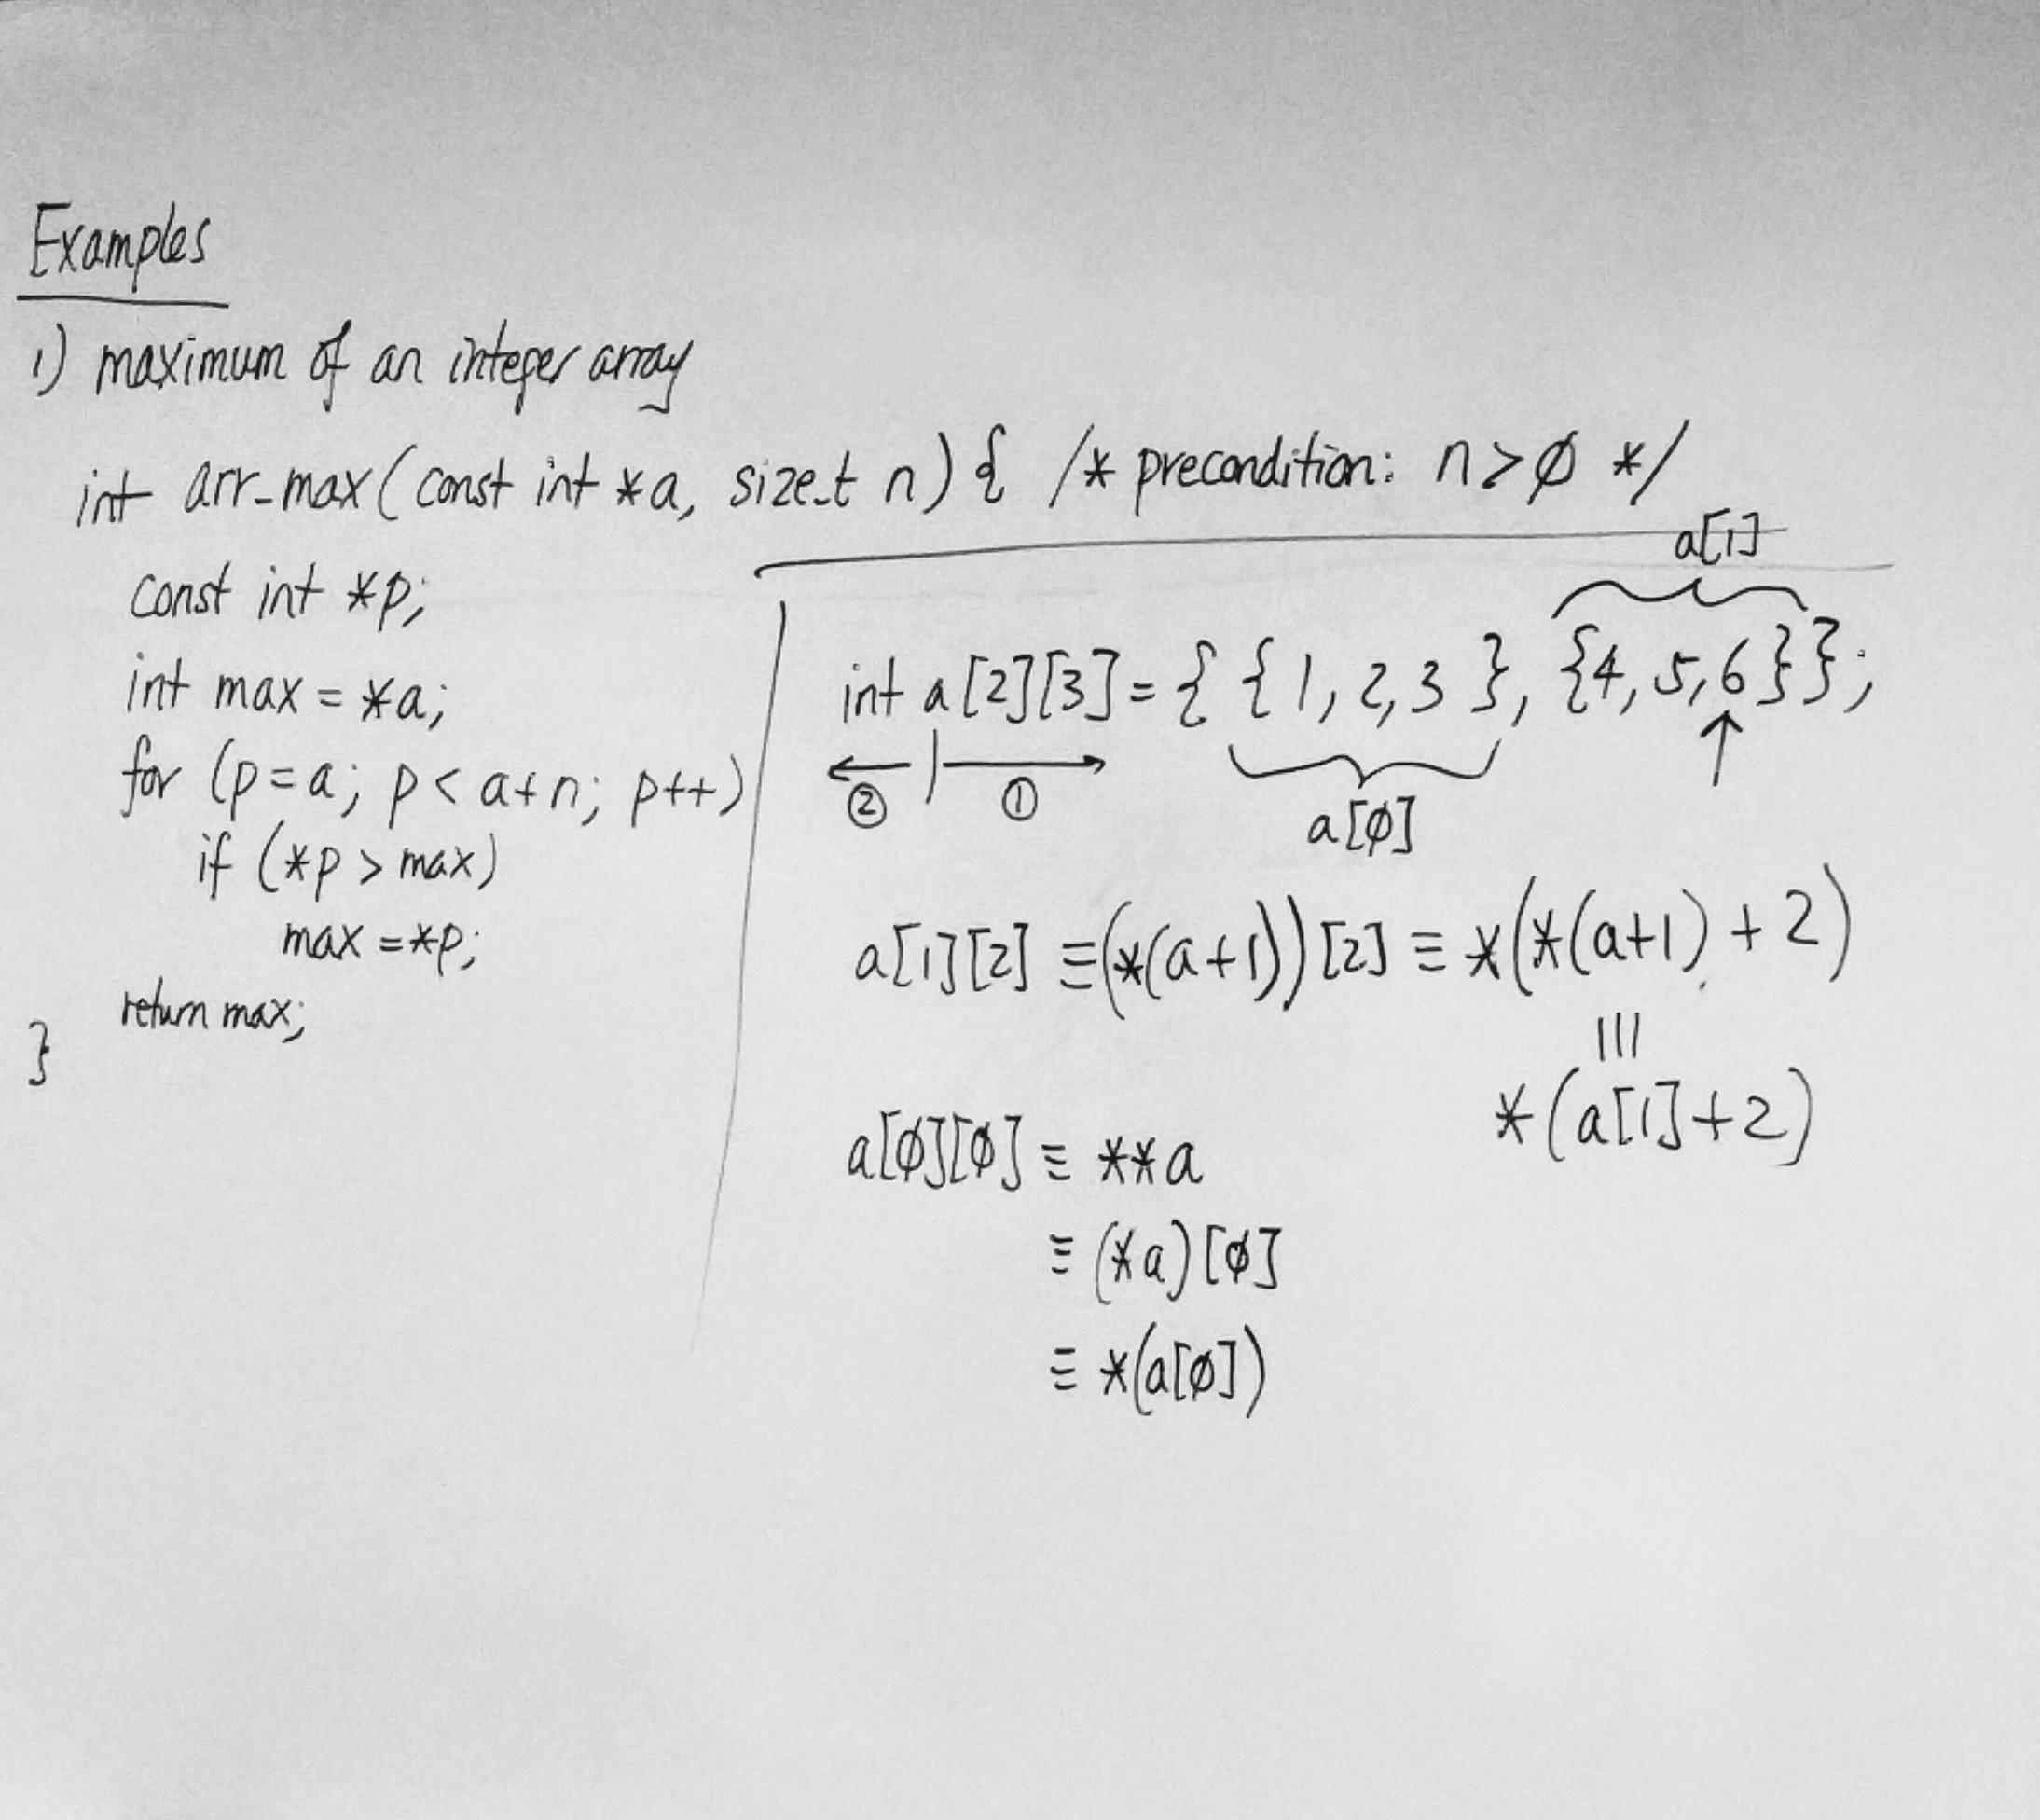 Examples
1) maximum of an integer array
int arr_max(const int *a, size_t n) { /* precondition: n>Ø */
const int *p;
int max = *a;
for (p=a; p < a+n; p++)
if (*p > max)
max =*p;
return max;
}
a[1]
int a[2][3] = { {1, 2, 3 }, {4, 5, 6}};
② ①
a[Ø]
a[1][2] ≡ (*(a+1))[2] ≡ *(*(a+1) + 2)
≡
*(a[1]+2)
a[Ø][Ø] ≡ **a
≡ (*a)[Ø]
≡ *(a[Ø])